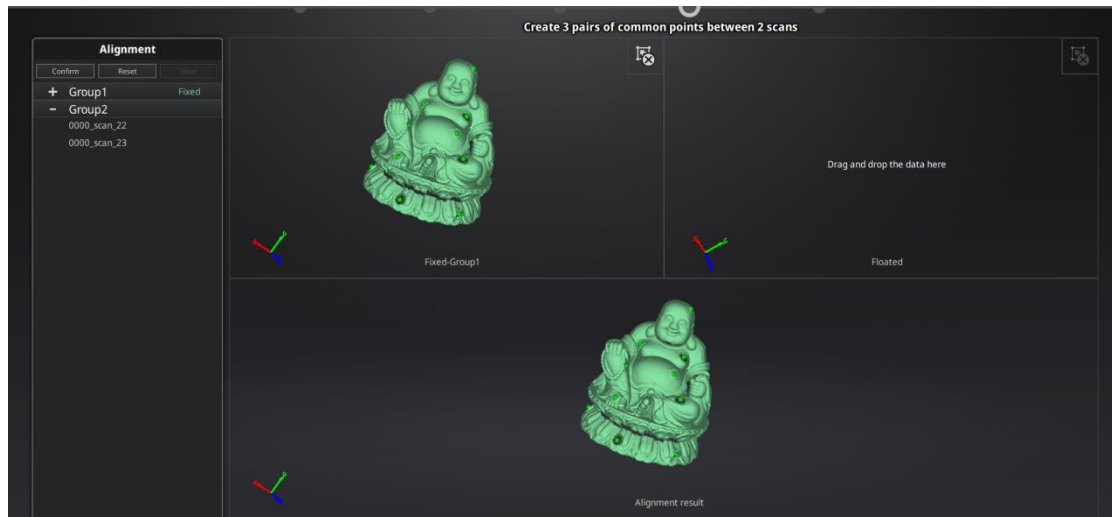 Create 3 pairs of common points between 2 scans
Alignment
Confirm Reset Next
+ Group1 Fixed
- Group2
0000_scan_22
0000_scan_23
Fixed-Group1
Drag and drop the data here
Floated
Alignment result